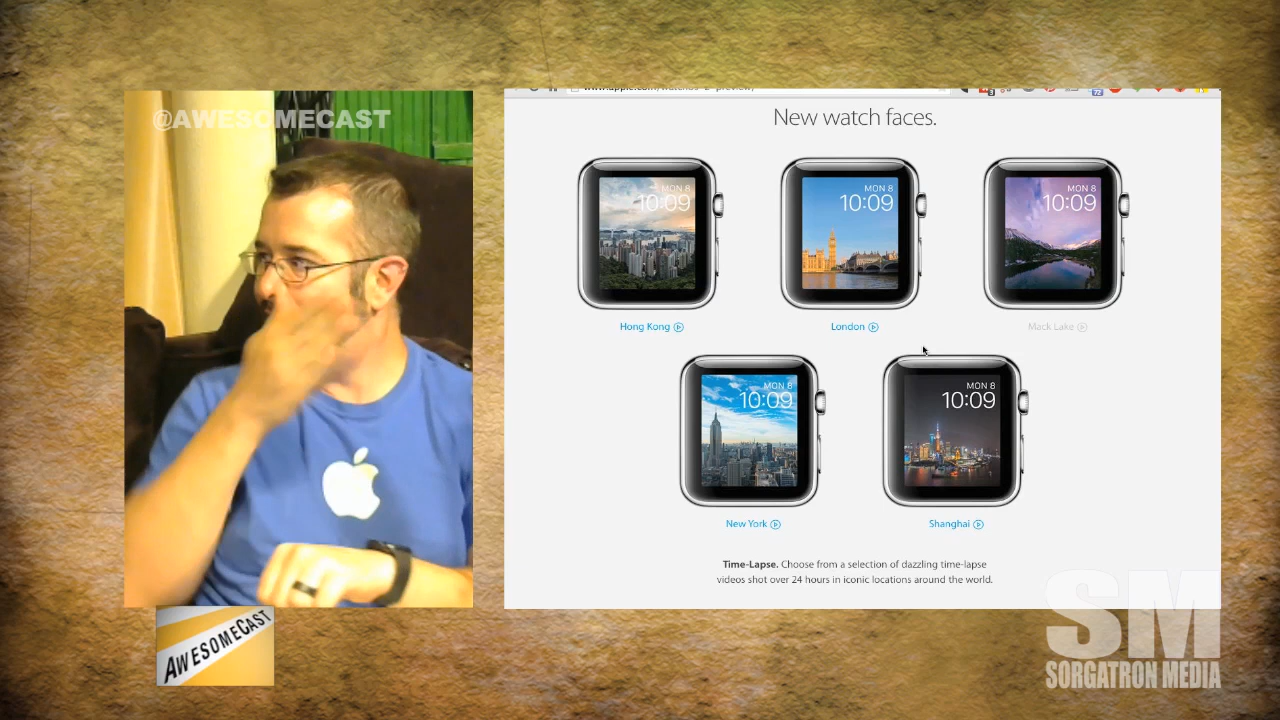 @AWESOMECAST
New watch faces.
MON 8
10:09
MON 8
10:09
MON 8
10:09
Hong Kong
London
Mack Lake
MON 8
10:09
MON 8
10:09
New York
Shanghai
Time-Lapse. Choose from a selection of dazzling time-lapse
videos shot over 24 hours in iconic locations around the world.
AWESOMECAST
SM
SORGATRON MEDIA